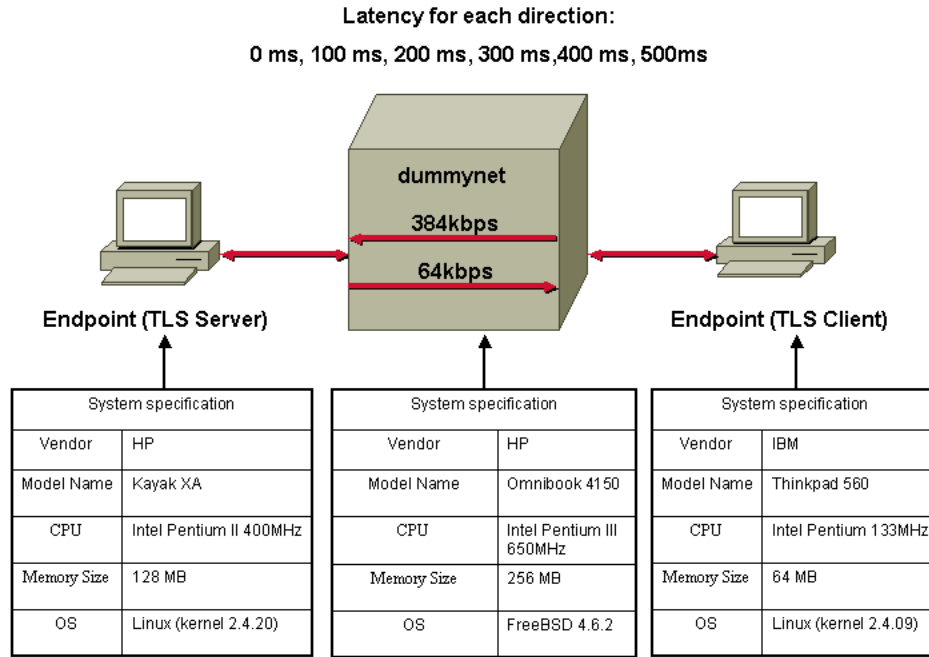 Latency for each direction:
0 ms, 100 ms, 200 ms, 300 ms,400 ms, 500ms
dummynet
384kbps
64kbps
Endpoint (TLS Server)
Endpoint (TLS Client)
System specification
Vendor HP
Model Name Kayak XA
CPU Intel Pentium II 400MHz
Memory Size 128 MB
OS Linux (kernel 2.4.20)
System specification
Vendor HP
Model Name Omnibook 4150
CPU Intel Pentium III
650MHz
Memory Size 256 MB
OS FreeBSD 4.6.2
System specification
Vendor IBM
Model Name Thinkpad 560
CPU Intel Pentium 133MHz
Memory Size 64 MB
OS Linux (kernel 2.4.09)